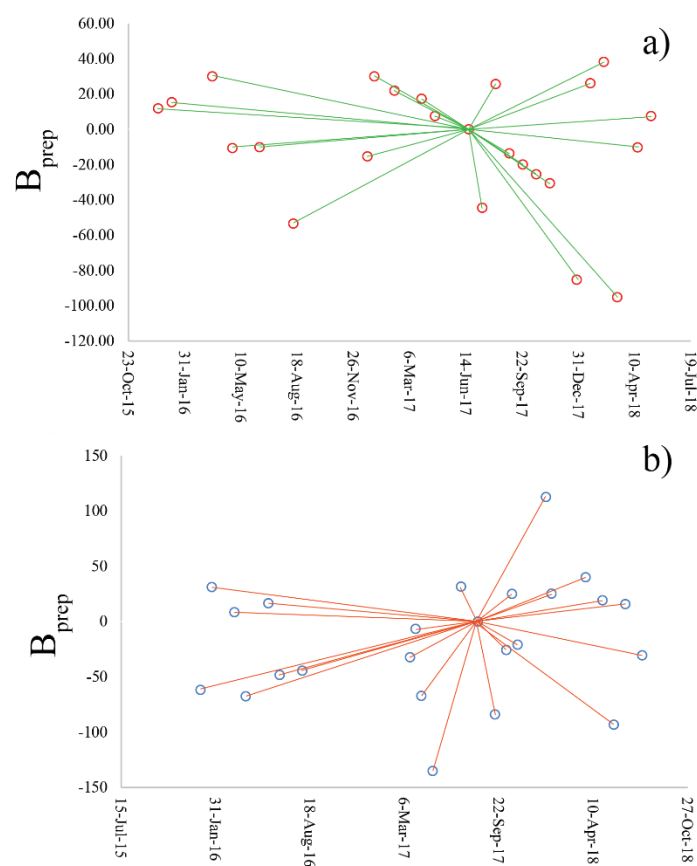 a)
B_prep
60.00
40.00
20.00
0.00
-20.00
-40.00
-60.00
-80.00
-100.00
-120.00
23-Oct-15
31-Jan-16
10-May-16
18-Aug-16
26-Nov-16
6-Mar-17
14-Jun-17
22-Sep-17
31-Dec-17
10-Apr-18
19-Jul-18
b)
B_prep
150
100
50
0
-50
-100
-150
15-Jul-15
31-Jan-16
18-Aug-16
6-Mar-17
22-Sep-17
10-Apr-18
27-Oct-18